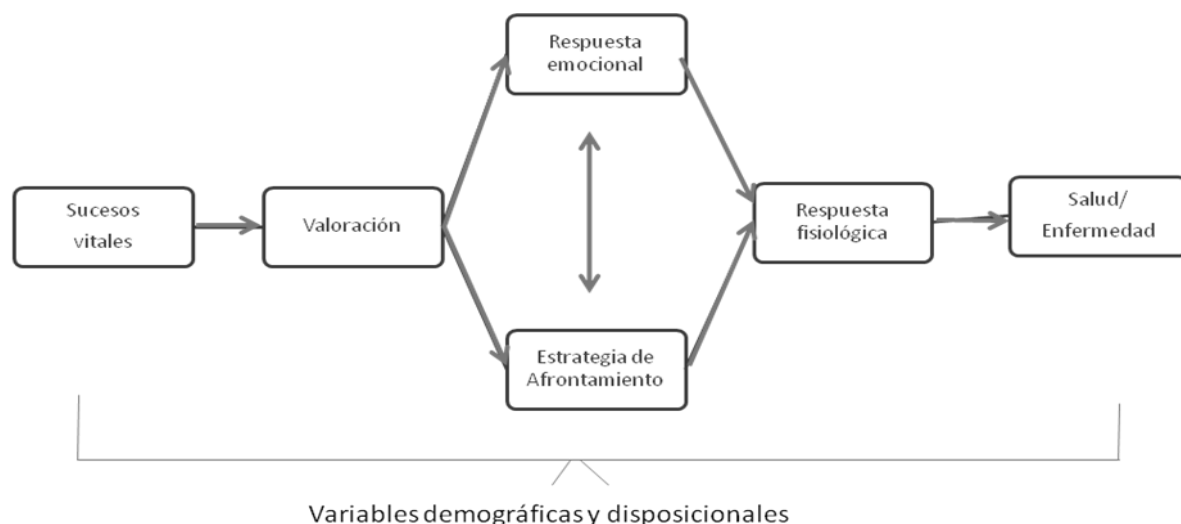 Respuesta
emocional
Sucesos
vitales
Valoración
Respuesta
fisiológica
Salud/
Enfermedad
Estrategia de
Afrontamiento
Variables demográficas y disposicionales